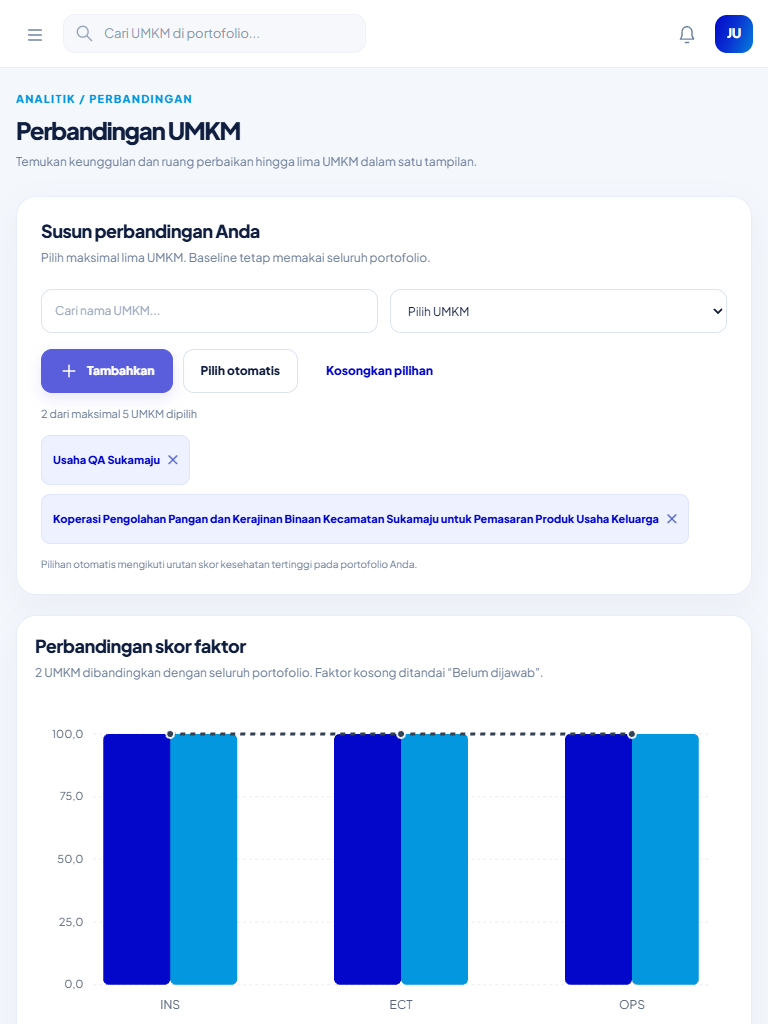 Cari UMKM di portofolio...
JU
ANALITIK / PERBANDINGAN
Perbandingan UMKM
Temukan keunggulan dan ruang perbaikan hingga lima UMKM dalam satu tampilan.
Susun perbandingan Anda
Pilih maksimal lima UMKM. Baseline tetap memakai seluruh portofolio.
Cari nama UMKM...
Pilih UMKM
Tambahkan
Pilih otomatis
Kosongkan pilihan
2 dari maksimal 5 UMKM dipilih
Usaha QA Sukamaju
Koperasi Pengolahan Pangan dan Kerajinan Binaan Kecamatan Sukamaju untuk Pemasaran Produk Usaha Keluarga
Pilihan otomatis mengikuti urutan skor kesehatan tertinggi pada portofolio Anda.
Perbandingan skor faktor
2 UMKM dibandingkan dengan seluruh portofolio. Faktor kosong ditandai "Belum dijawab".
100,0
75,0
50,0
25,0
0,0
INS
ECT
OPS